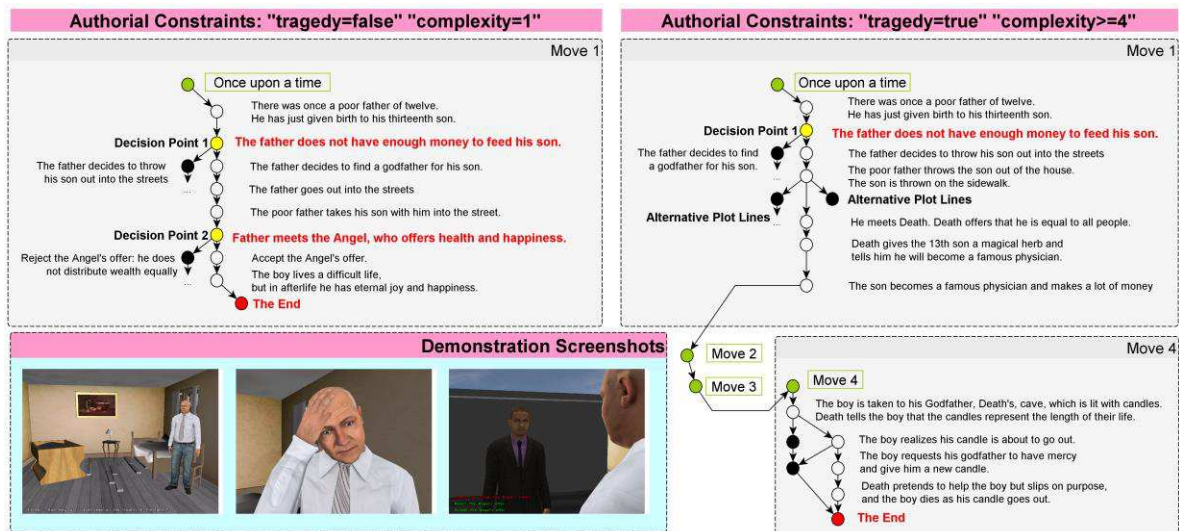 Authorial Constraints: "tragedy=false" "complexity=1"
Move 1
Once upon a time
There was once a poor father of twelve.
He has just given birth to his thirteenth son.
Decision Point 1
The father does not have enough money to feed his son.
The father decides to throw
his son out into the streets
...
The father decides to find a godfather for his son.
The father goes out into the streets
The poor father takes his son with him into the street.
Decision Point 2
Father meets the Angel, who offers health and happiness.
Reject the Angel's offer: he does
not distribute wealth equally
...
Accept the Angel's offer.
The boy lives a difficult life,
but in afterlife he has eternal joy and happiness.
The End
Authorial Constraints: "tragedy=true" "complexity>=4"
Move 1
Once upon a time
There was once a poor father of twelve.
He has just given birth to his thirteenth son.
Decision Point 1
The father does not have enough money to feed his son.
The father decides to find
a godfather for his son.
...
The father decides to throw his son out into the streets
The poor father throws the son out of the house.
The son is thrown on the sidewalk.
Alternative Plot Lines
Alternative Plot Lines
...
He meets Death. Death offers that he is equal to all people.
Death gives the 13th son a magical herb and
tells him he will become a famous physician.
The son becomes a famous physician and makes a lot of money
Demonstration Screenshots
Move 2
Move 3
Move 4
Move 4
The boy is taken to his Godfather, Death's, cave, which is lit with candles.
Death tells the boy that the candles represent the length of their life.
The boy realizes his candle is about to go out.
The boy requests his godfather to have mercy
and give him a new candle.
Death pretends to help the boy but slips on purpose,
and the boy dies as his candle goes out.
The End